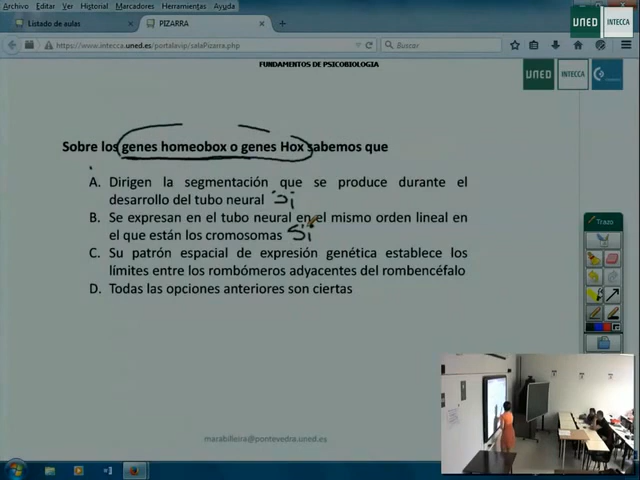 Archivo Editar Ver Historial Marcadores Herramientas Ayuda
Listado de aulas
PIZARRA
https://www.intecca.uned.es/portalavip/salaPizarra.php
Buscar
UNED
INTECCA
FUNDAMENTOS DE PSICOBIOLOGIA
UNED
INTECCA
Sobre los genes homeobox o genes Hox sabemos que
A. Dirigen la segmentación que se produce durante el
desarrollo del tubo neural Si
B. Se expresan en el tubo neural en el mismo orden lineal en
el que están los cromosomas Si
C. Su patrón espacial de expresión genética establece los
límites entre los rombómeros adyacentes del rombencéfalo
D. Todas las opciones anteriores son ciertas
Trazo
marabilleira@pontevedra.uned.es